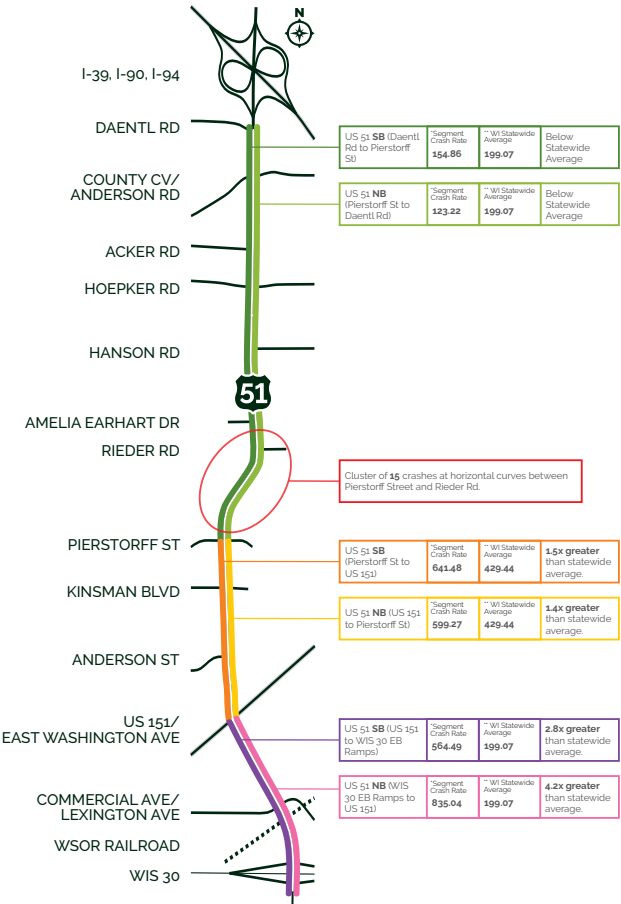 N
I-39, I-90, I-94
DAENTL RD
US 51 SB (Daentl
Rd to Pierstorff
St)
*Segment
Crash Rate
154.86
** WI Statewide
Average
199.07
Below
Statewide
Average
COUNTY CV/
ANDERSON RD
US 51 NB
(Pierstorff St to
Daentl Rd)
*Segment
Crash Rate
123.22
** WI Statewide
Average
199.07
Below
Statewide
Average
ACKER RD
HOEPKER RD
HANSON RD
51
AMELIA EARHART DR
RIEDER RD
Cluster of 15 crashes at horizontal curves between
Pierstorff Street and Rieder Rd.
PIERSTORFF ST
US 51 SB
(Pierstorff St to
US 151)
*Segment
Crash Rate
641.48
** WI Statewide
Average
429.44
1.5x greater
than statewide
average.
KINSMAN BLVD
US 51 NB (US 151
to Pierstorff St)
*Segment
Crash Rate
599.27
** WI Statewide
Average
429.44
1.4x greater
than statewide
average.
ANDERSON ST
US 151/
EAST WASHINGTON AVE
US 51 SB (US 151
to WIS 30 EB
Ramps)
*Segment
Crash Rate
564.49
** WI Statewide
Average
199.07
2.8x greater
than statewide
average.
US 51 NB (WIS
30 EB Ramps to
US 151)
*Segment
Crash Rate
835.04
** WI Statewide
Average
199.07
4.2x greater
than statewide
average.
COMMERCIAL AVE/
LEXINGTON AVE
WSOR RAILROAD
WIS 30